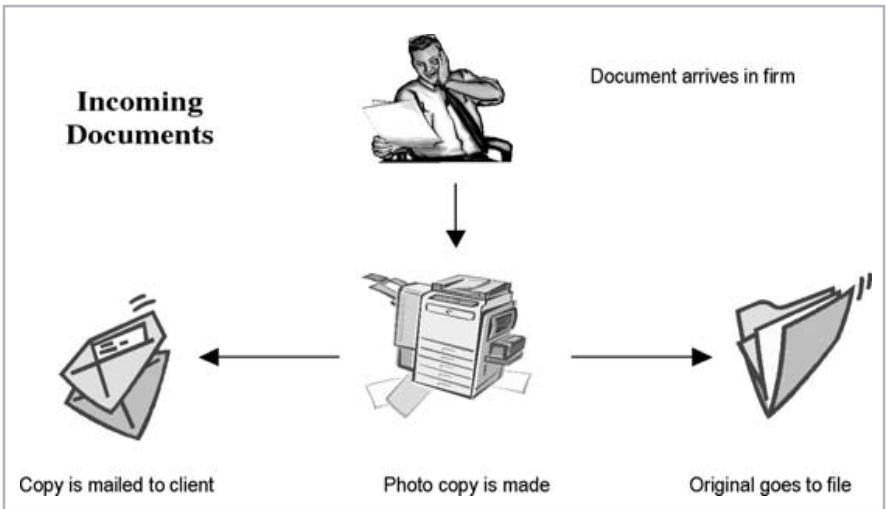 Incoming
Documents
Document arrives in firm
Copy is mailed to client
Photo copy is made
Original goes to file